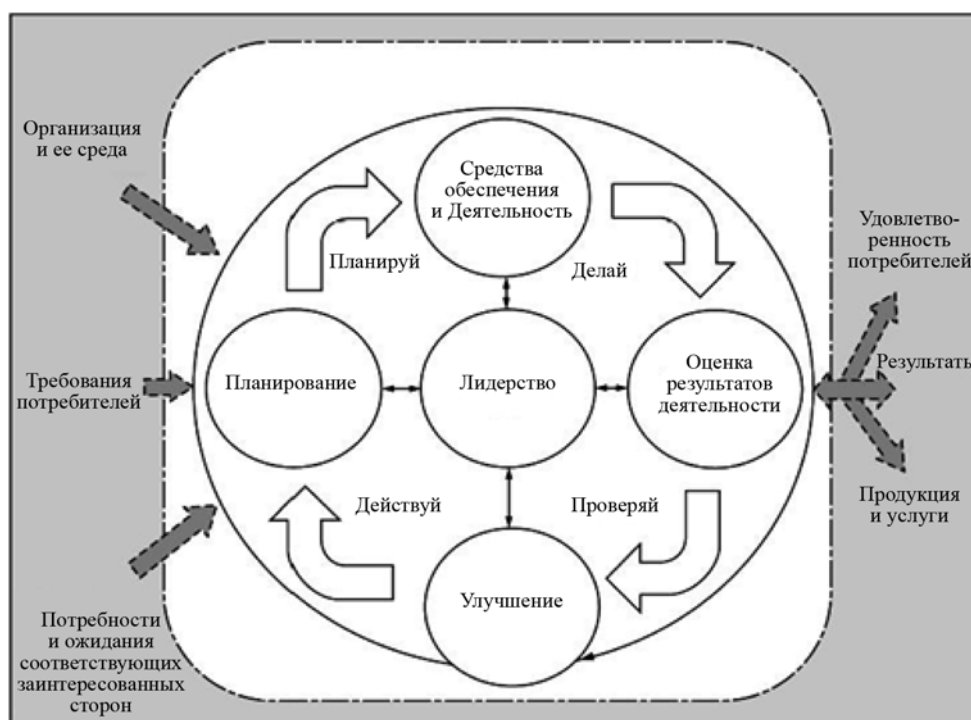 Организация
и ее среда
Средства
обеспечения
и Деятельность
Планируй
Делай
Удовлетво-
ренность
потребителей
Требования
потребителей
Планирование
Лидерство
Оценка
результатов
деятельности
Результаты
Действуй
Проверяй
Продукция
и услуги
Улучшение
Потребности
и ожидания
соответствующих
заинтересованных
сторон